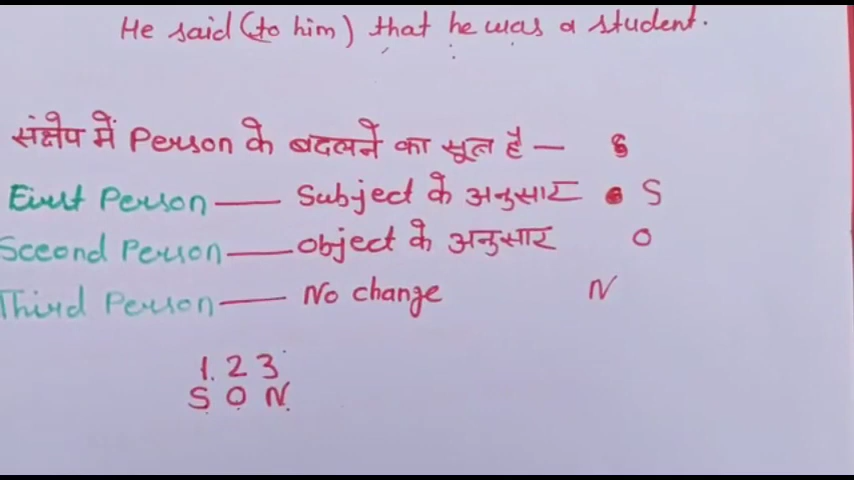 He said (to him) that he was a student.
संक्षेप में Person के बदलने का सूत्र है — S
First Person — Subject के अनुसार S
Second Person — Object के अनुसार O
Third Person — No change N
1. 2 3
S O N